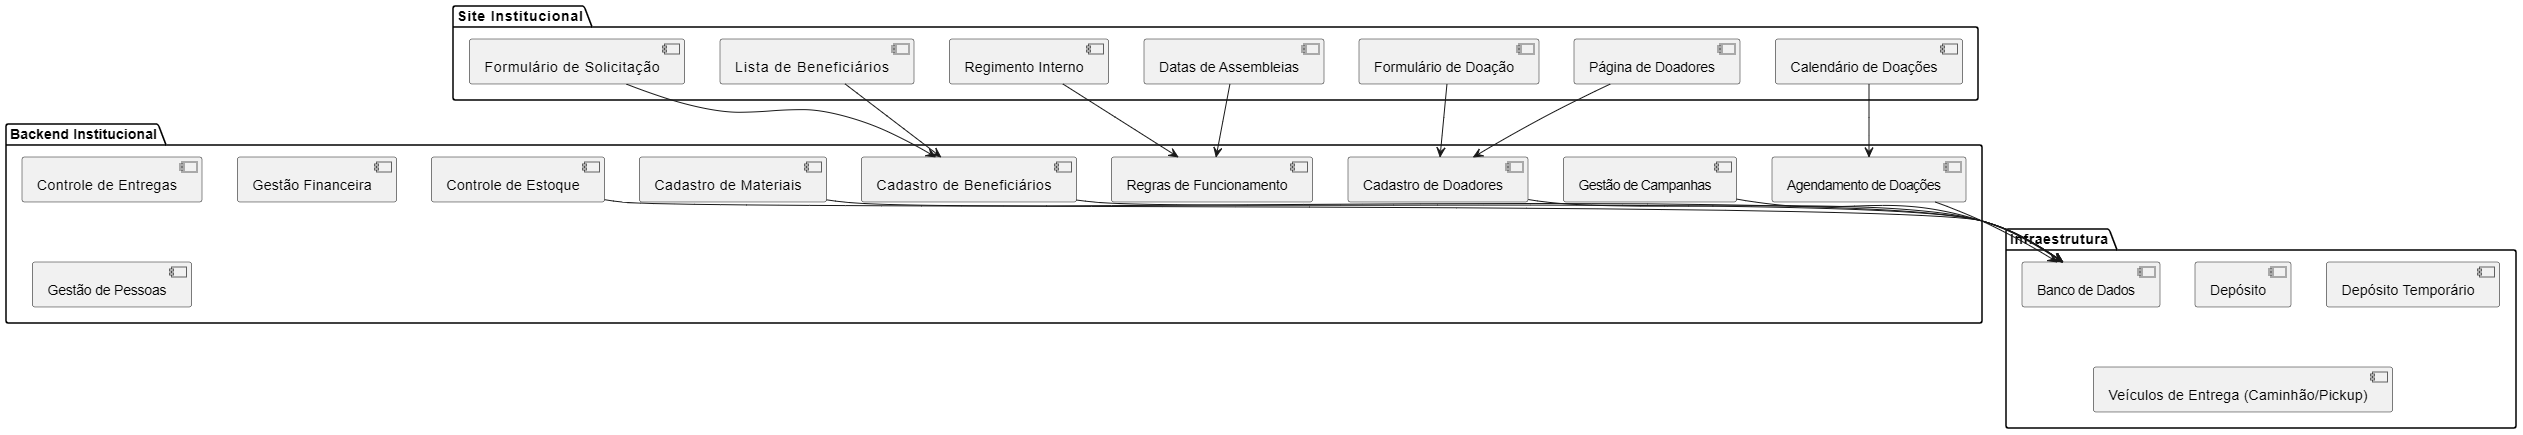 Site Institucional
Formulário de Solicitação
Lista de Beneficiários
Regimento Interno
Datas de Assembleias
Formulário de Doação
Página de Doadores
Calendário de Doações
Backend Institucional
Controle de Entregas
Gestão Financeira
Controle de Estoque
Cadastro de Materiais
Cadastro de Beneficiários
Regras de Funcionamento
Cadastro de Doadores
Gestão de Campanhas
Agendamento de Doações
Gestão de Pessoas
Infraestrutura
Banco de Dados
Depósito
Depósito Temporário
Veículos de Entrega (Caminhão/Pickup)